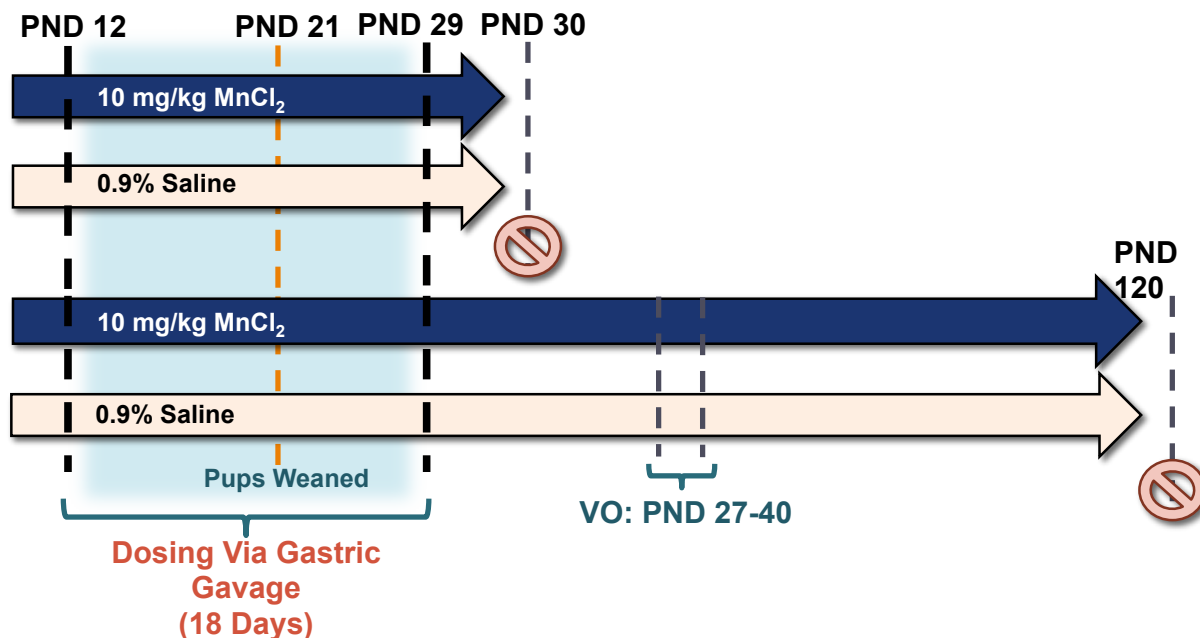 PND 12
PND 21
PND 29
PND 30
10 mg/kg MnCl₂
0.9% Saline
PND
120
10 mg/kg MnCl₂
0.9% Saline
Pups Weaned
VO: PND 27-40
Dosing Via Gastric
Gavage
(18 Days)